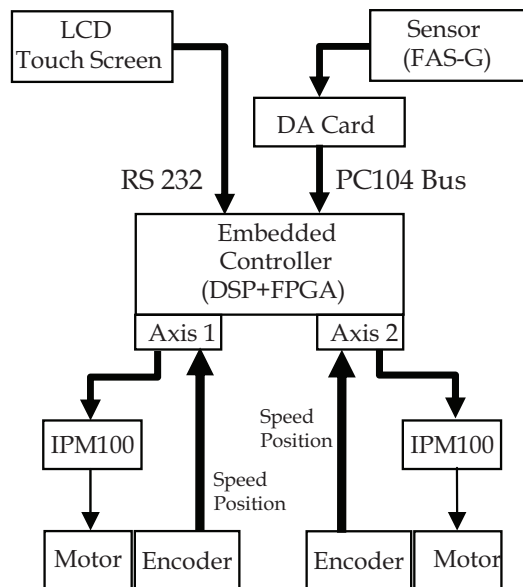 LCD
Touch Screen
Sensor
(FAS-G)
DA Card
RS 232
PC104 Bus
Embedded
Controller
(DSP+FPGA)
Axis 1
Axis 2
Speed
Position
IPM100
IPM100
Speed
Position
Motor
Encoder
Encoder
Motor